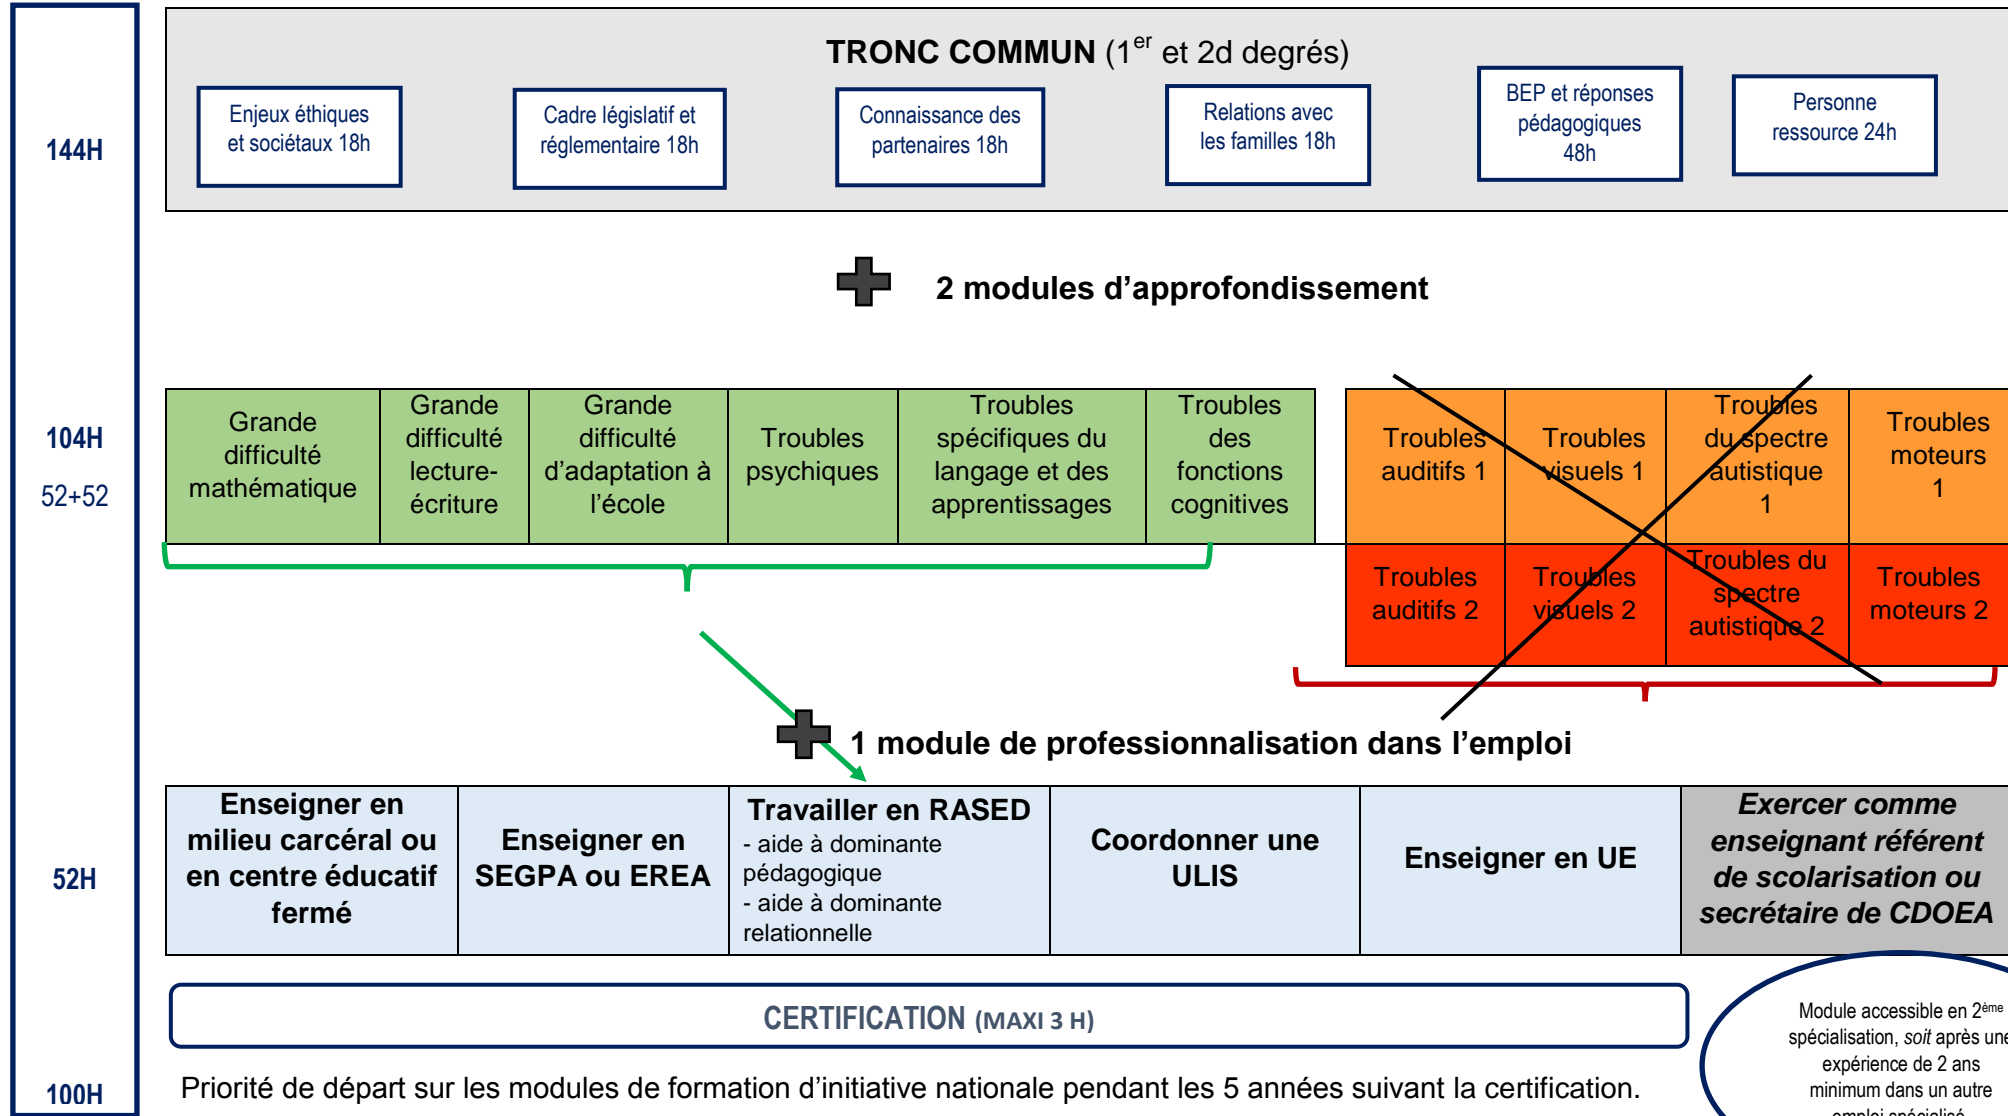 TRONC COMMUN (1er et 2d degrés)
144H
Enjeux éthiques
et sociétaux 18h
Cadre législatif et
réglementaire 18h
Connaissance des
partenaires 18h
Relations avec
les familles 18h
BEP et réponses
pédagogiques
48h
Personne
ressource 24h
2 modules d’approfondissement
104H
52+52
Grande
difficulté
mathématique
Grande
difficulté
lecture-
écriture
Grande
difficulté
d’adaptation à
l’école
Troubles
psychiques
Troubles
spécifiques du
langage et des
apprentissages
Troubles
des
fonctions
cognitives
Troubles
auditifs 1
Troubles
visuels 1
Troubles
du spectre
autistique
1
Troubles
moteurs
1
Troubles
auditifs 2
Troubles
visuels 2
Troubles du
spectre
autistique 2
Troubles
moteurs 2
1 module de professionnalisation dans l’emploi
52H
Enseigner en
milieu carcéral ou
en centre éducatif
fermé
Enseigner en
SEGPA ou EREA
Travailler en RASED
- aide à dominante
pédagogique
- aide à dominante
relationnelle
Coordonner une
ULIS
Enseigner en UE
Exercer comme
enseignant référent
de scolarisation ou
secrétaire de CDOEA
CERTIFICATION (MAXI 3 H)
Module accessible en 2ème
spécialisation, soit après une
expérience de 2 ans
minimum dans un autre
emploi spécialisé
100H
Priorité de départ sur les modules de formation d’initiative nationale pendant les 5 années suivant la certification.